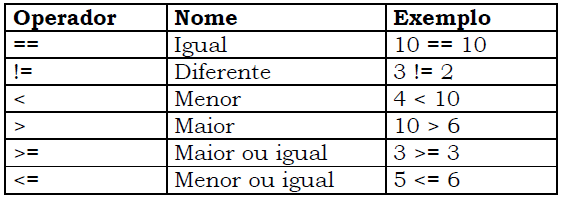 Operador Nome Exemplo
== Igual 10 == 10
!= Diferente 3 != 2
< Menor 4 < 10
> Maior 10 > 6
>= Maior ou igual 3 >= 3
<= Menor ou igual 5 <= 6